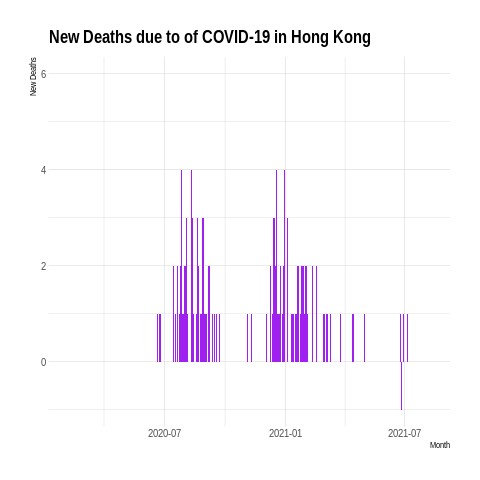 New Deaths due to of COVID-19 in Hong Kong
New Deaths
6
4
2
0
2020-07
2021-01
2021-07
Month